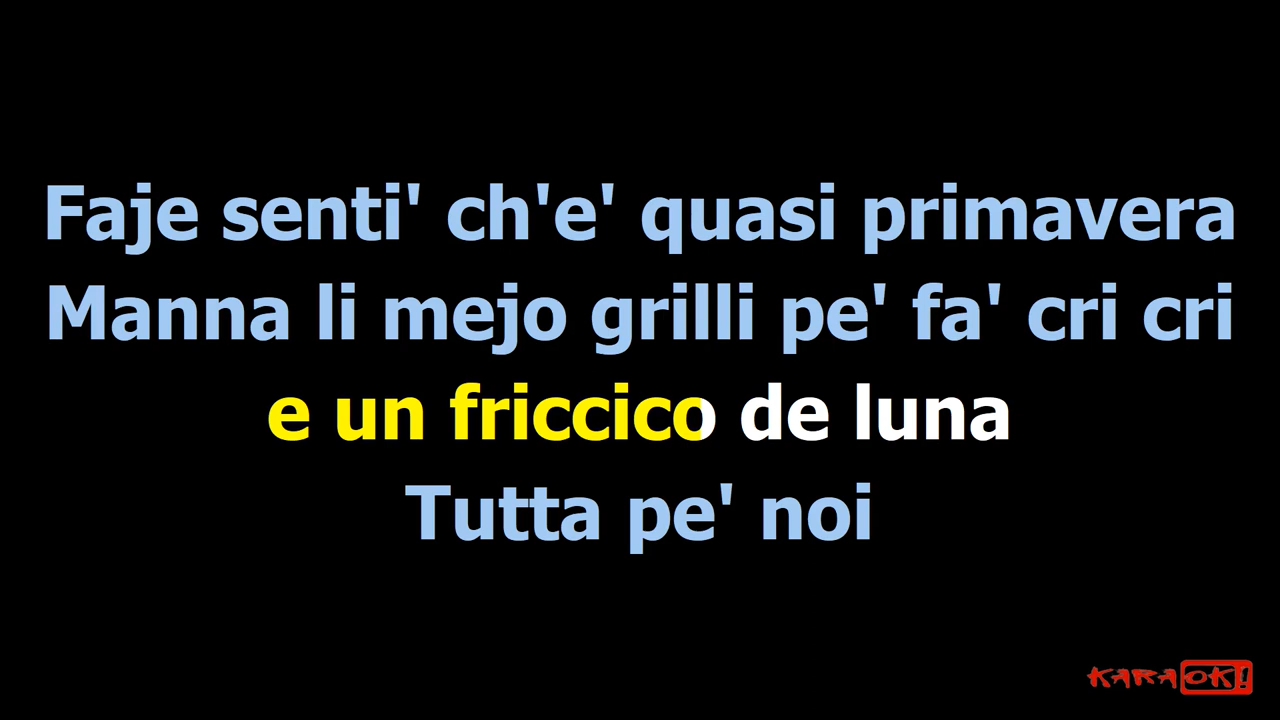 Faje senti' ch'e' quasi primavera
Manna li mejo grilli pe' fa' cri cri
e un friccico de luna
Tutta pe' noi
KARAOK!